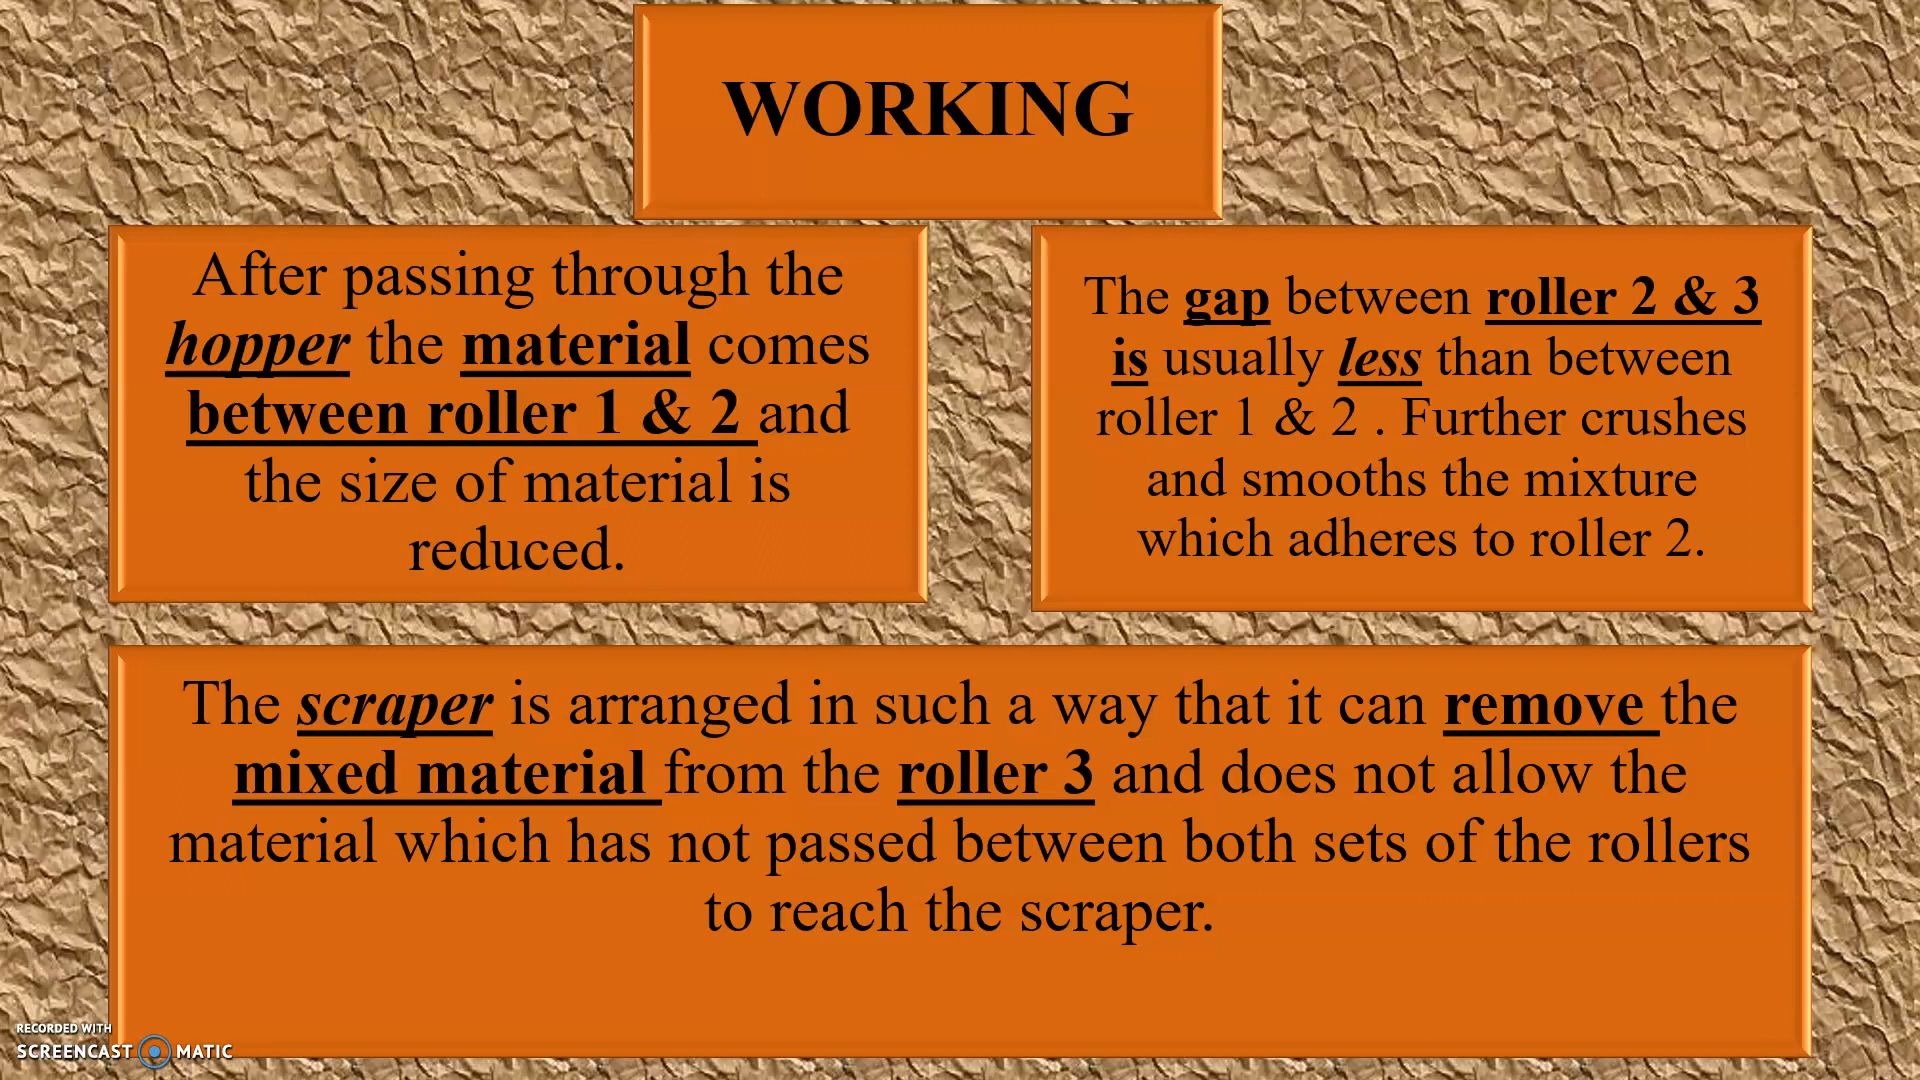 WORKING
After passing through the
hopper the material comes
between roller 1 & 2 and
the size of material is
reduced.
The gap between roller 2 & 3
is usually less than between
roller 1 & 2 . Further crushes
and smooths the mixture
which adheres to roller 2.
The scraper is arranged in such a way that it can remove the
mixed material from the roller 3 and does not allow the
material which has not passed between both sets of the rollers
to reach the scraper.
RECORDED WITH
SCREENCAST MATIC